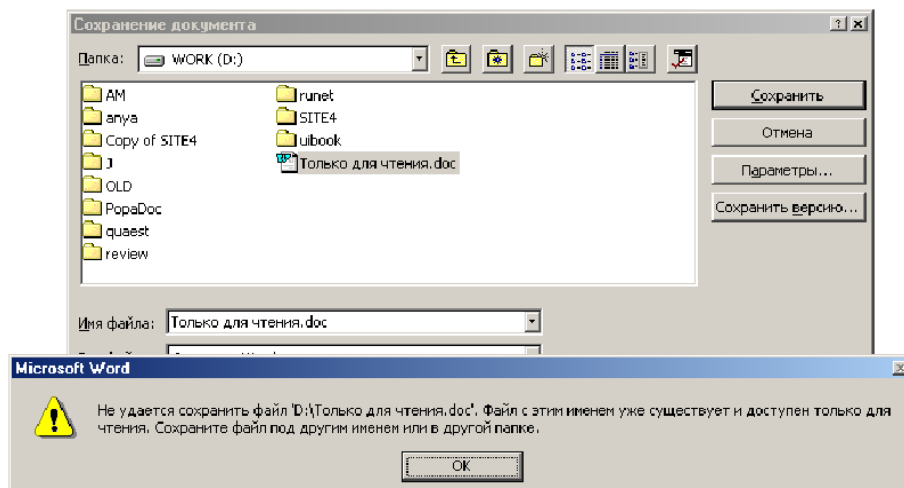 Сохранение документа
Папка: WORK (D:)
AM
anya
Copy of SITE4
J
OLD
PopaDoc
quaest
review
runet
SITE4
uibook
Только для чтения.doc
Сохранить
Отмена
Параметры...
Сохранить версию...
Имя файла: Только для чтения.doc
Microsoft Word
Не удается сохранить файл 'D:\Только для чтения.doc'. Файл с этим именем уже существует и доступен только для
чтения. Сохраните файл под другим именем или в другой папке.
OK